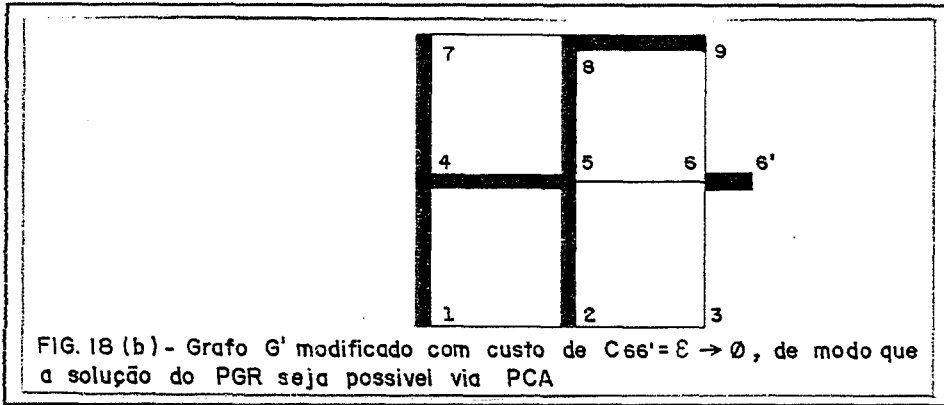 7 8 9
4 5 6 6'
1 2 3
FIG. 18 (b) - Grafo G' modificado com custo de C66' = Ɛ → Ø, de modo que
a solução do PGR seja possivel via PCA